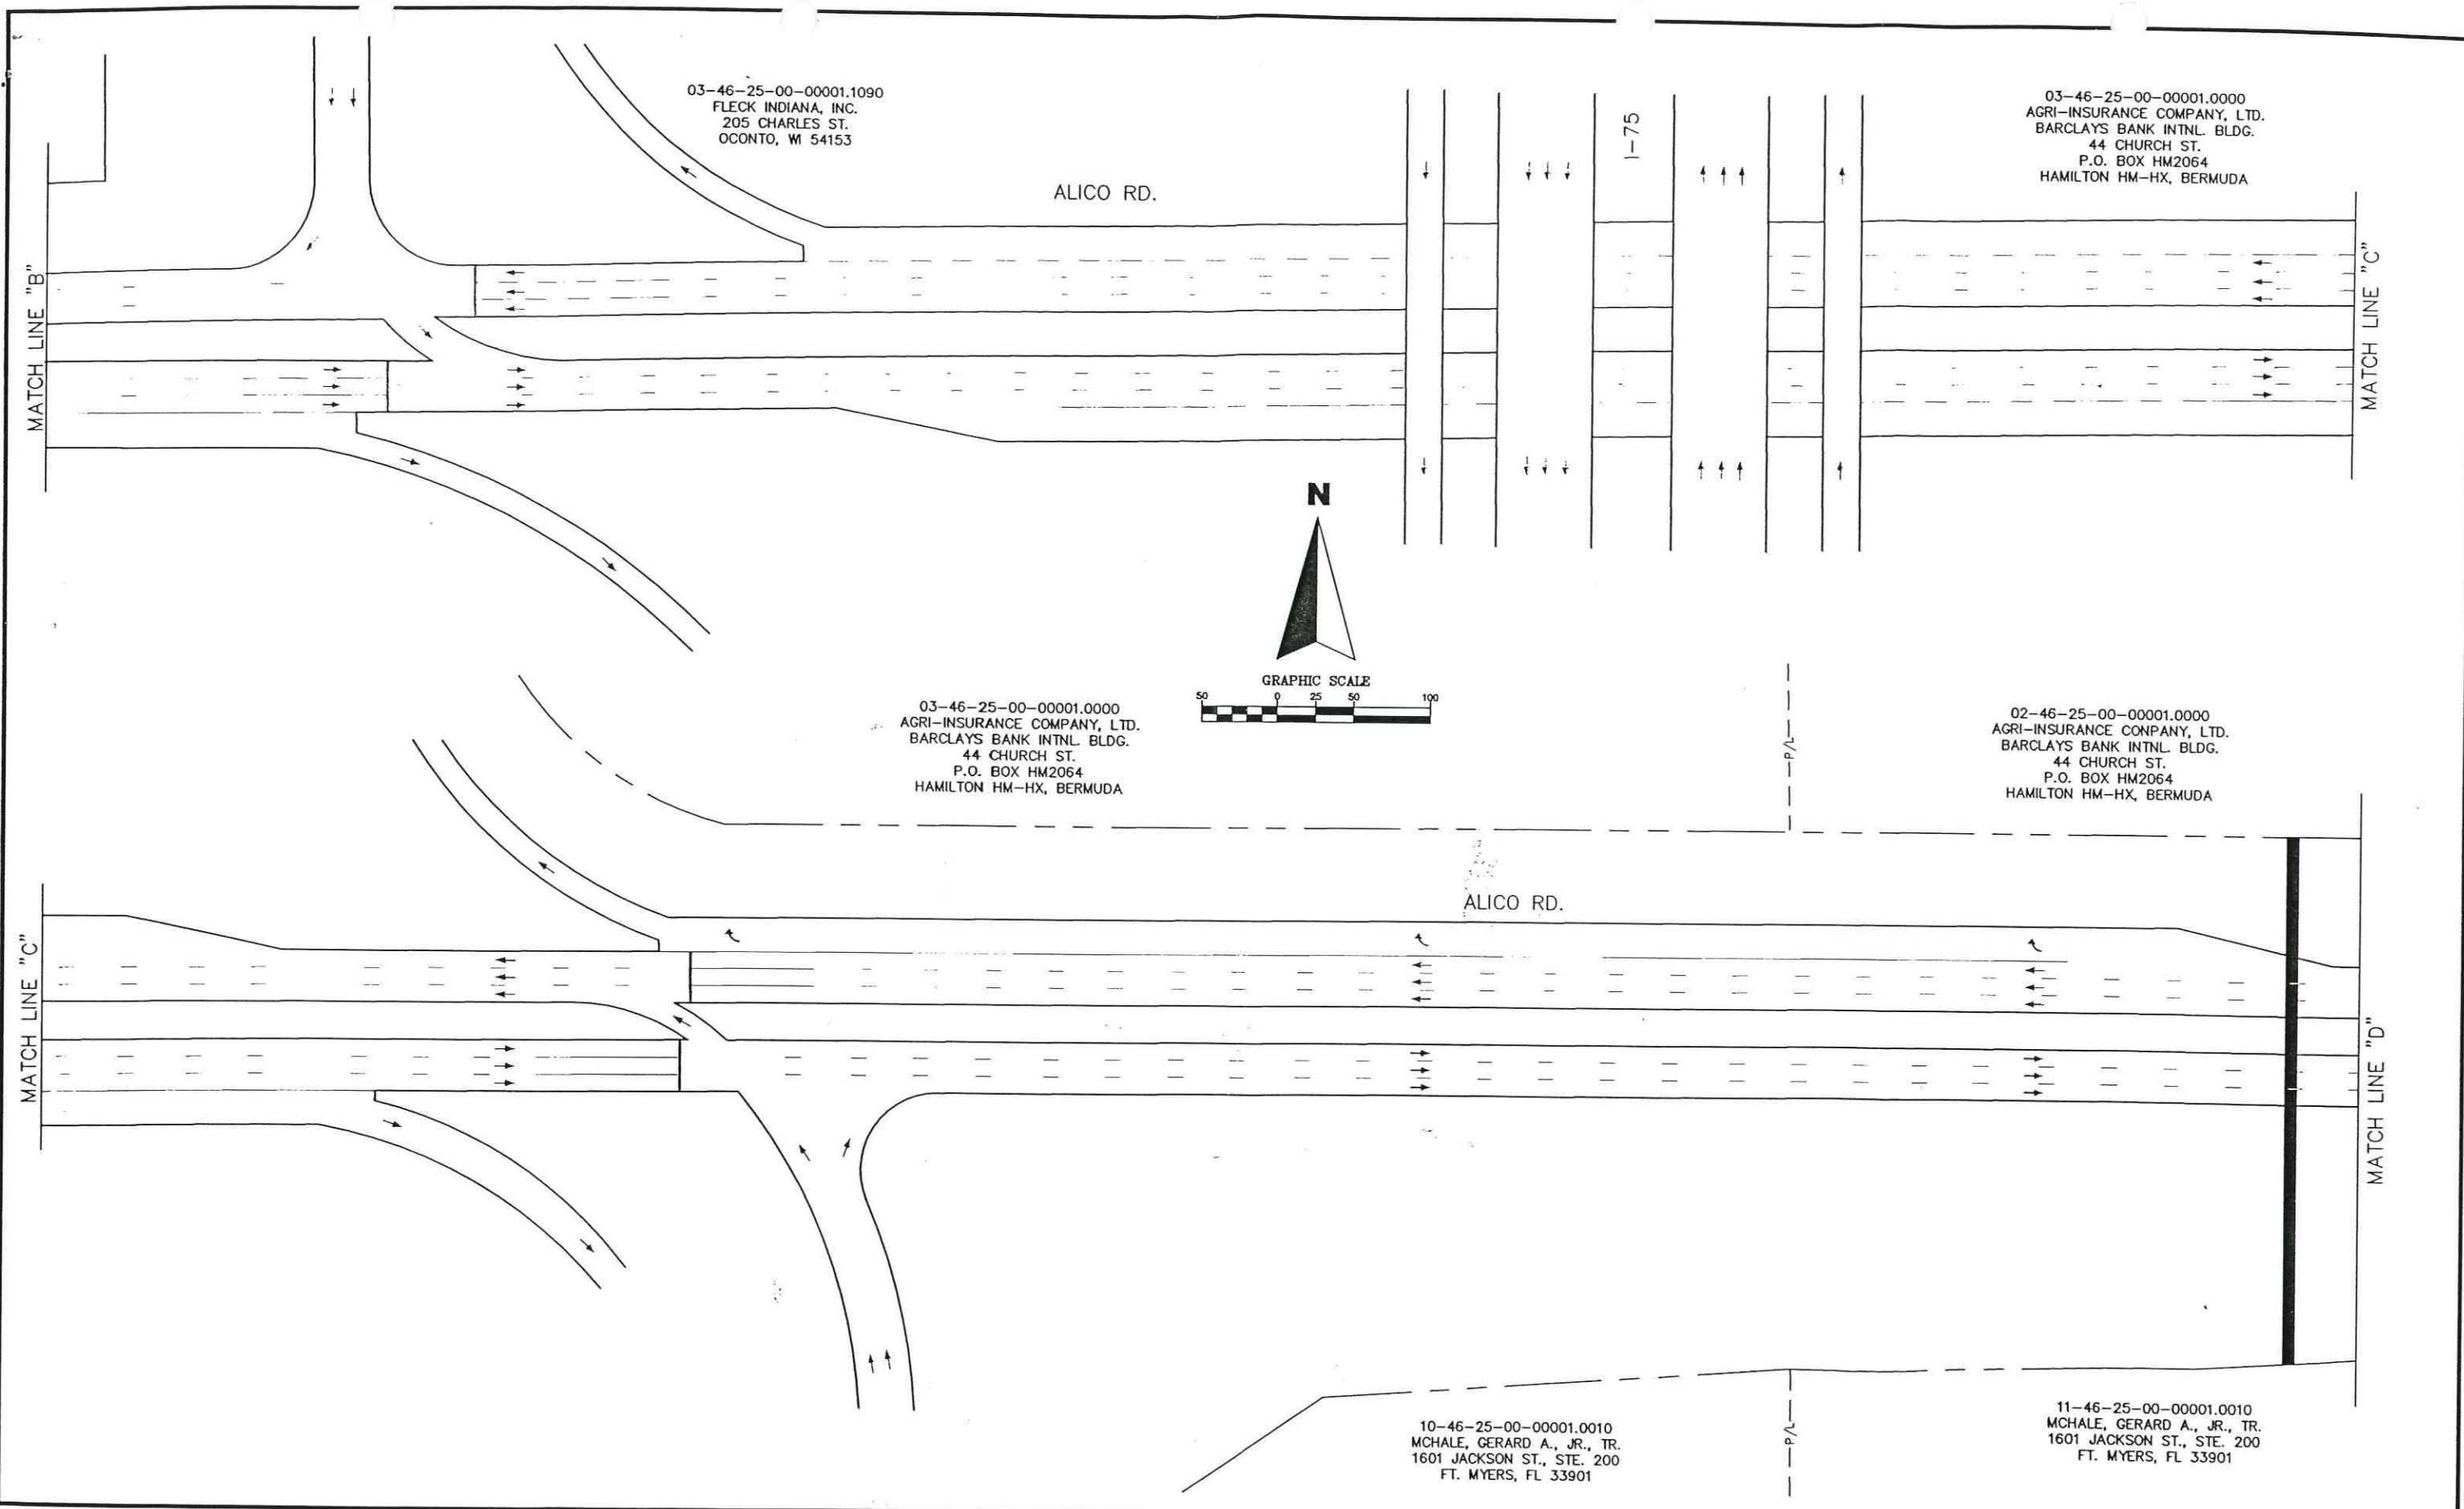 03-46-25-00-00001.1090
FLECK INDIANA, INC.
205 CHARLES ST.
OCONTO, WI 54153
ALICO RD.
I-75
03-46-25-00-00001.0000
AGRI-INSURANCE COMPANY, LTD.
BARCLAYS BANK INTNL. BLDG.
44 CHURCH ST.
P.O. BOX HM2064
HAMILTON HM-HX, BERMUDA
MATCH LINE "B"
MATCH LINE "C"
N
GRAPHIC SCALE
50 0 25 50 100
03-46-25-00-00001.0000
AGRI-INSURANCE COMPANY, LTD.
BARCLAYS BANK INTNL. BLDG.
44 CHURCH ST.
P.O. BOX HM2064
HAMILTON HM-HX, BERMUDA
P/L
02-46-25-00-00001.0000
AGRI-INSURANCE CONPANY, LTD.
BARCLAYS BANK INTNL. BLDG.
44 CHURCH ST.
P.O. BOX HM2064
HAMILTON HM-HX, BERMUDA
ALICO RD.
MATCH LINE "C"
MATCH LINE "D"
10-46-25-00-00001.0010
MCHALE, GERARD A., JR., TR.
1601 JACKSON ST., STE. 200
FT. MYERS, FL 33901
P/L
11-46-25-00-00001.0010
MCHALE, GERARD A., JR., TR.
1601 JACKSON ST., STE. 200
FT. MYERS, FL 33901